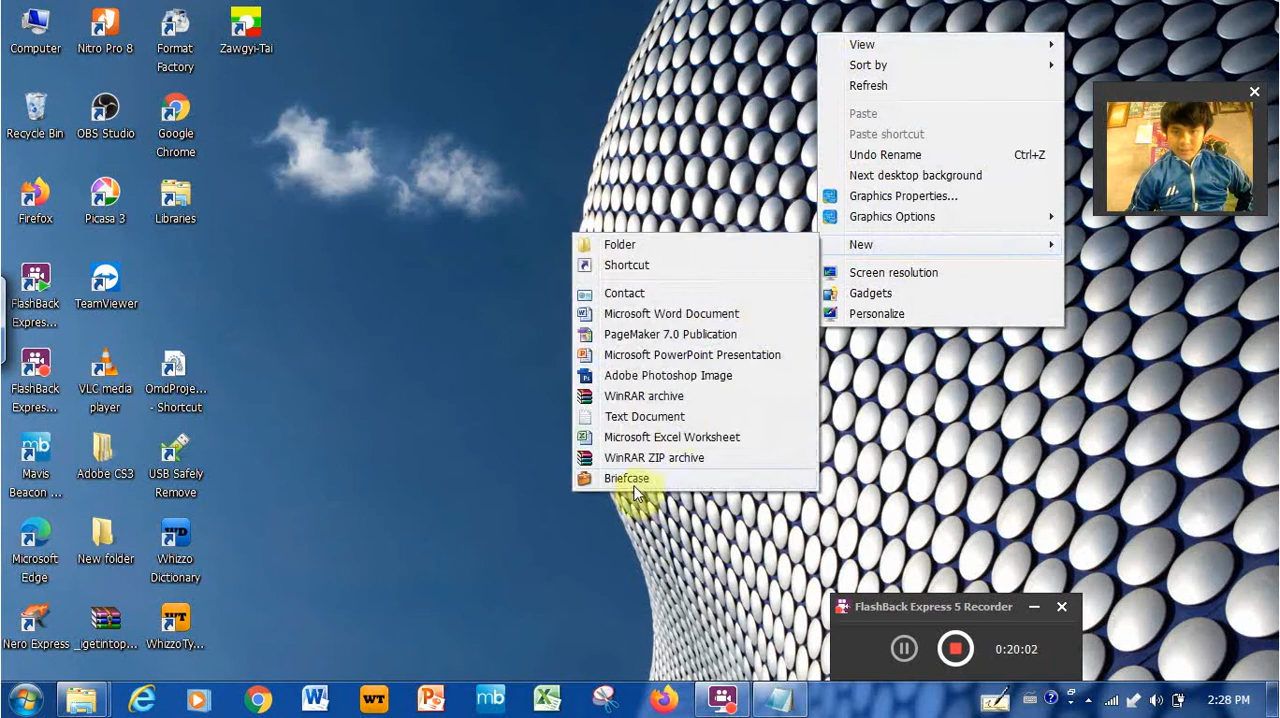 Computer
Nitro Pro 8
Format
Factory
Zawgyi-Tai
Recycle Bin
OBS Studio
Google
Chrome
Firefox
Picasa 3
Libraries
FlashBack
Expres...
TeamViewer
FlashBack
Expres...
VLC media
player
OmdProje...
- Shortcut
Mavis
Beacon ...
Adobe CS3
USB Safely
Remove
Microsoft
Edge
New folder
Whizzo
Dictionary
Nero Express
_igetintop...
WhizzoTy...
View
Sort by
Refresh
Paste
Paste shortcut
Undo Rename Ctrl+Z
Next desktop background
Graphics Properties...
Graphics Options
New
Screen resolution
Gadgets
Personalize
Folder
Shortcut
Contact
Microsoft Word Document
PageMaker 7.0 Publication
Microsoft PowerPoint Presentation
Adobe Photoshop Image
WinRAR archive
Text Document
Microsoft Excel Worksheet
WinRAR ZIP archive
Briefcase
FlashBack Express 5 Recorder
0:20:02
2:28 PM